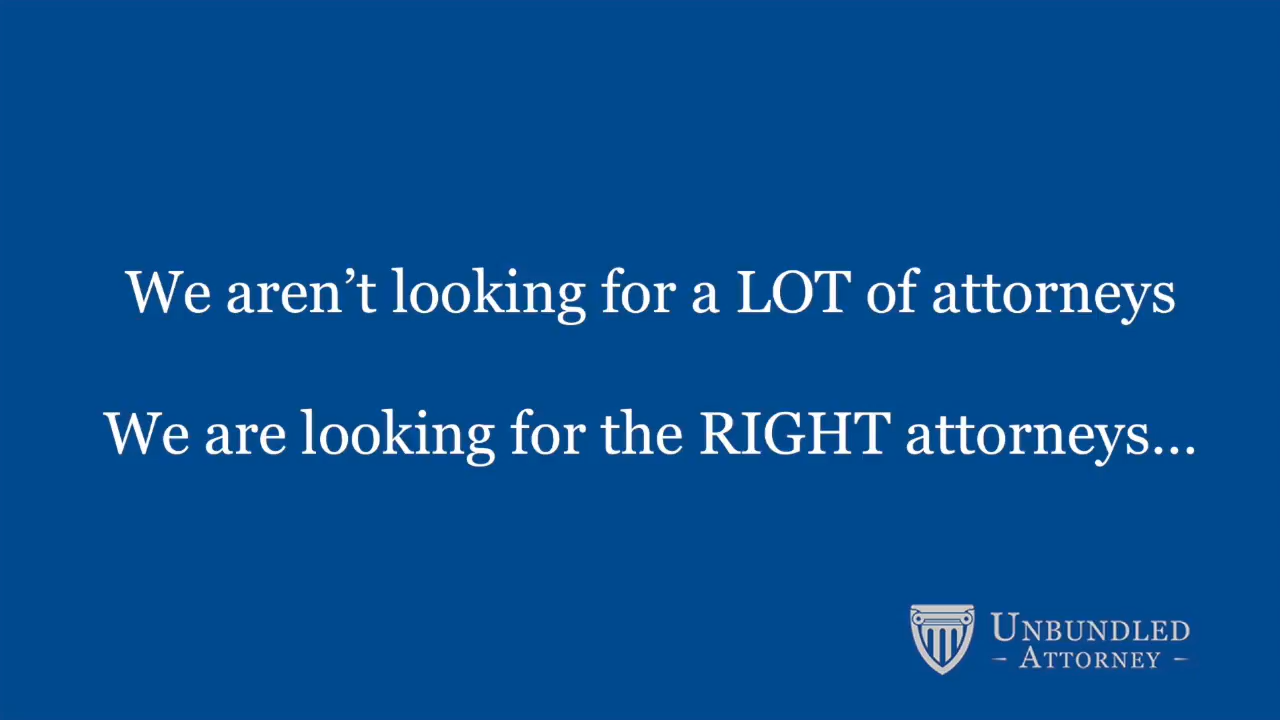 We aren’t looking for a LOT of attorneys
We are looking for the RIGHT attorneys...
UNBUNDLED
- ATTORNEY -